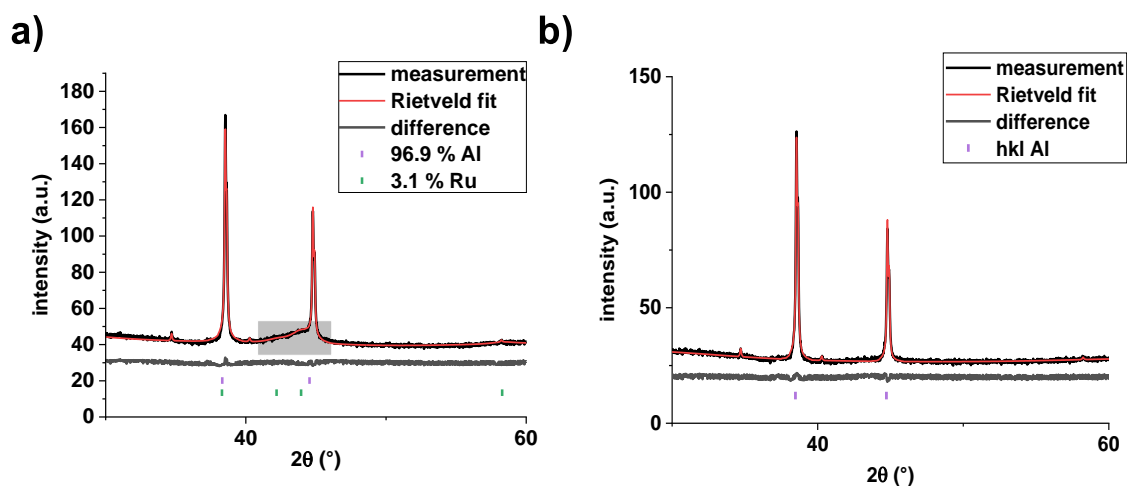 a)
measurement
Rietveld fit
difference
96.9 % Al
3.1 % Ru
180
160
140
120
100
80
60
40
20
0
intensity (a.u.)
40
60
2θ (°)
b)
measurement
Rietveld fit
difference
hkl Al
150
100
50
0
intensity (a.u.)
40
60
2θ (°)